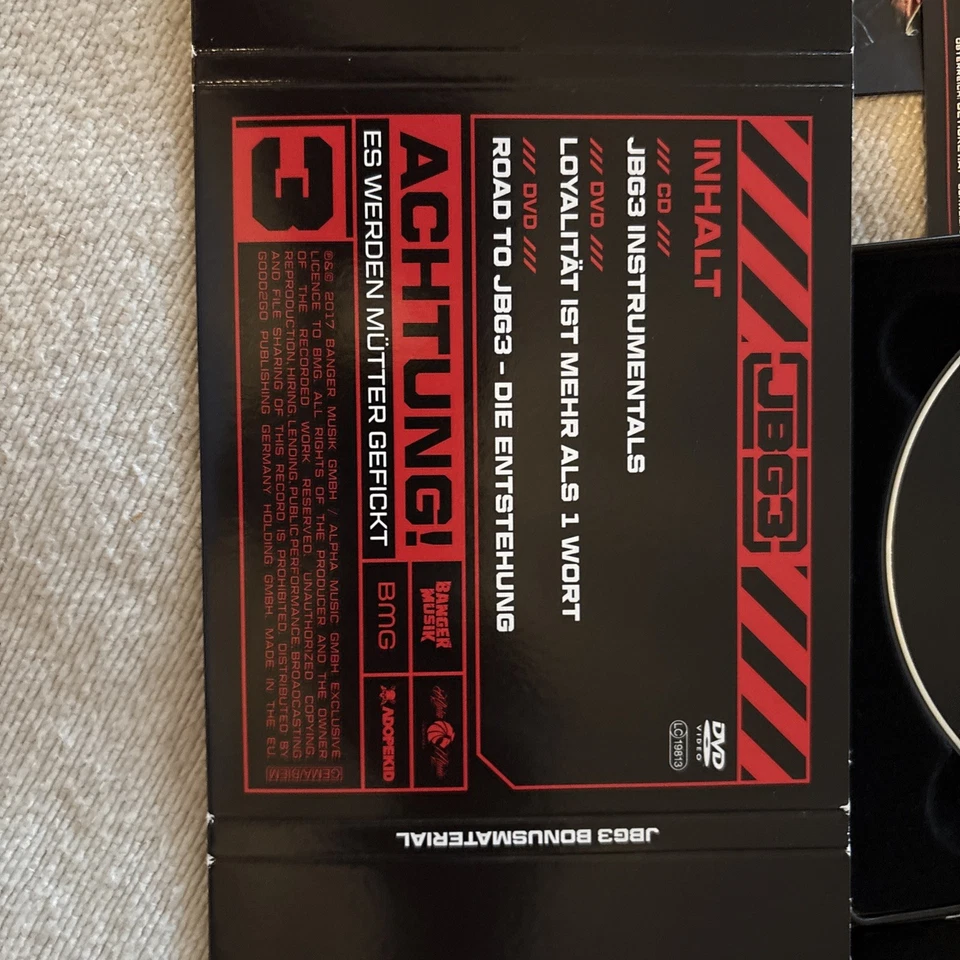 JBG3
INHALT
/// CD ///
JBG3 INSTRUMENTALS
/// DVD ///
LOYALITÄT IST MEHR ALS 1 WORT
/// DVD ///
ROAD TO JBG3 - DIE ENTSTEHUNG
DVD
VIDEO
LC 19813
ACHTUNG!
ES WERDEN MÜTTER GEFICKT
BANGER
MUSIK
Alpha Music
BMG
ADOPEKID
3
℗&© 2017 BANGER MUSIK GMBH / ALPHA MUSIC GMBH EXCLUSIVE
LICENCE TO BMG. ALL RIGHTS OF THE PRODUCER AND THE OWNER
OF THE RECORDED WORK RESERVED. UNAUTHORIZED COPYING,
REPRODUCTION, HIRING, LENDING, PUBLIC PERFORMANCE, BROADCASTING
AND FILE SHARING OF THIS RECORD IS PROHIBITED. DISTRIBUTED BY
GOOD2GO PUBLISHING GERMANY HOLDING GMBH. MADE IN THE EU.
GEMA/BIEM
JBG3 BONUSMATERIAL